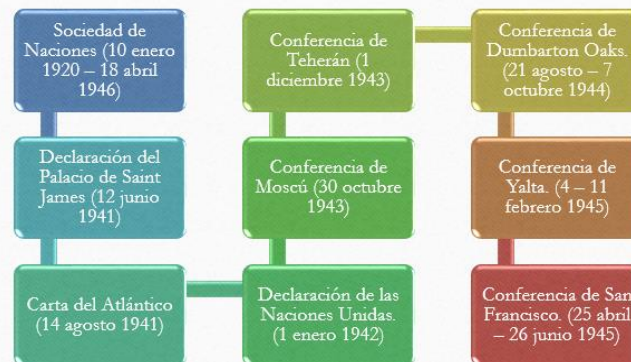 Sociedad de
Naciones (10 enero
1920 – 18 abril
1946)
Declaración del
Palacio de Saint
James (12 junio
1941)
Carta del Atlántico
(14 agosto 1941)
Declaración de las
Naciones Unidas.
(1 enero 1942)
Conferencia de
Moscú (30 octubre
1943)
Conferencia de
Teherán (1
diciembre 1943)
Conferencia de
Dumbarton Oaks.
(21 agosto – 7
octubre 1944)
Conferencia de
Yalta. (4 – 11
febrero 1945)
Conferencia de San
Francisco. (25 abril
– 26 junio 1945)